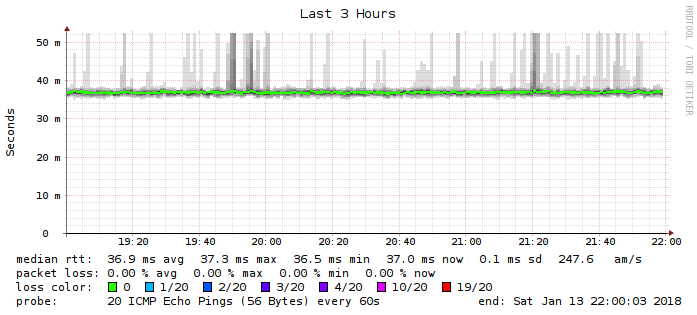 Last 3 Hours
RRDTOOL / TOBI OETIKER
Seconds
50 m
40 m
30 m
20 m
10 m
0
19:20 19:40 20:00 20:20 20:40 21:00 21:20 21:40 22:00
median rtt: 36.9 ms avg 37.3 ms max 36.5 ms min 37.0 ms now 0.1 ms sd 247.6 am/s
packet loss: 0.00 % avg 0.00 % max 0.00 % min 0.00 % now
loss color: 0 1/20 2/20 3/20 4/20 10/20 19/20
probe: 20 ICMP Echo Pings (56 Bytes) every 60s end: Sat Jan 13 22:00:03 2018